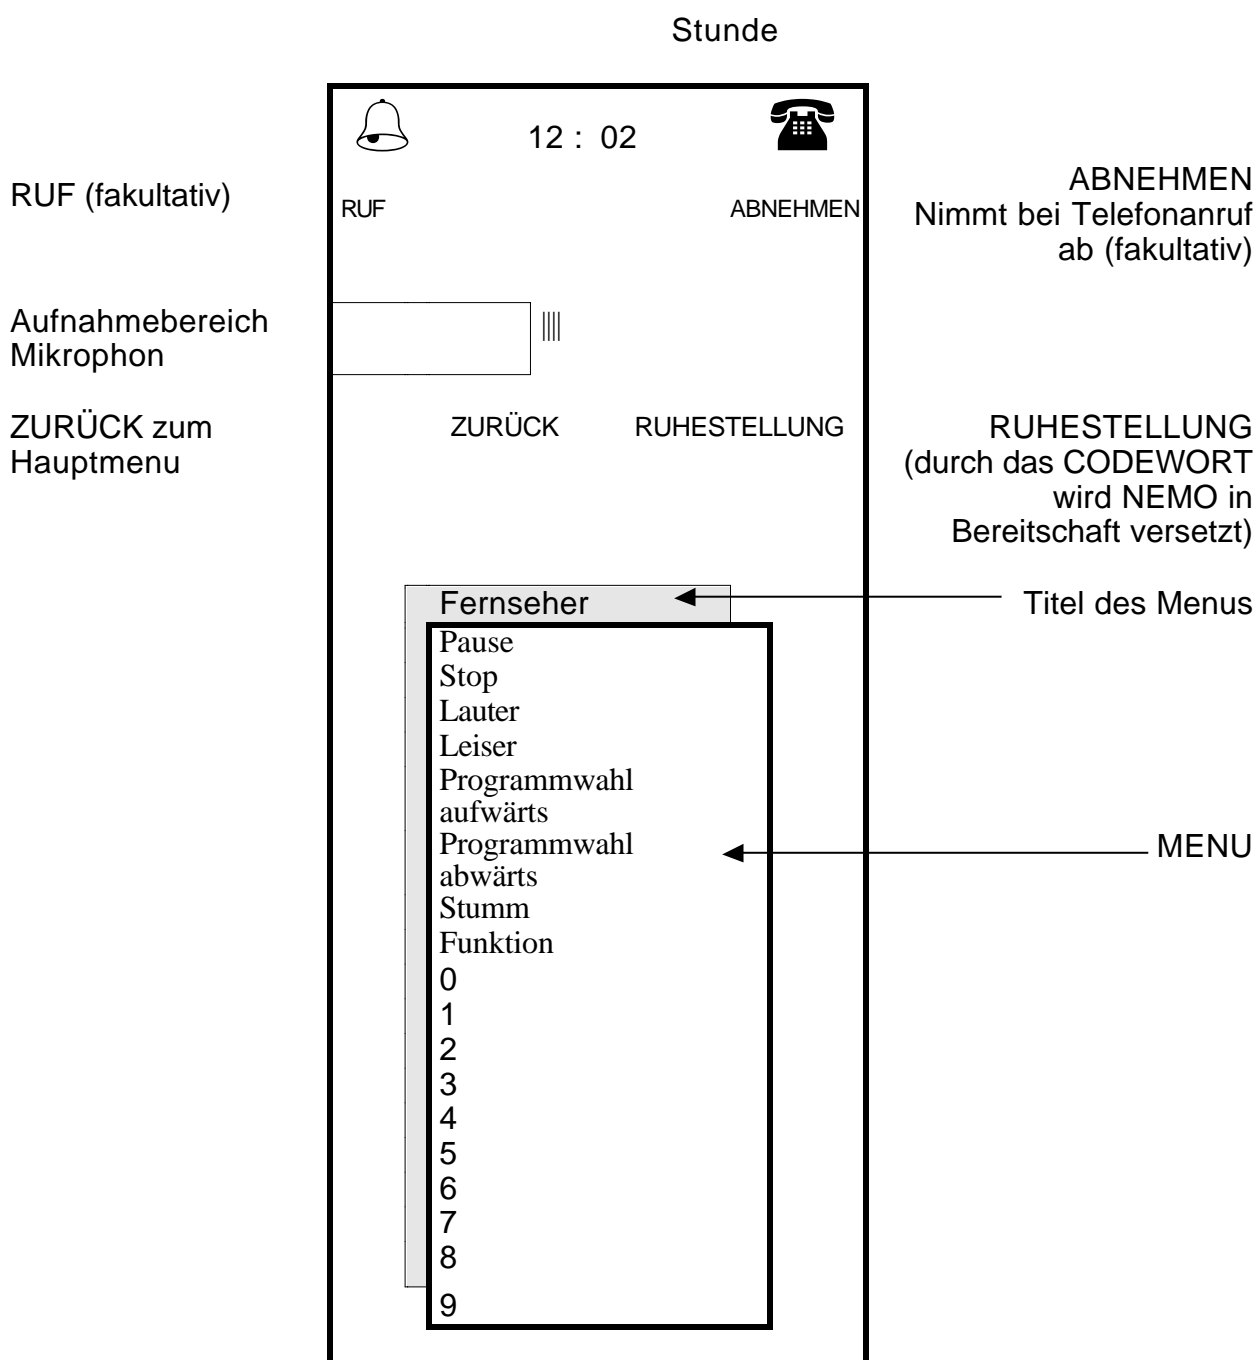 Stunde
12 : 02
RUF (fakultativ)
RUF
ABNEHMEN
ABNEHMEN
Nimmt bei Telefonanruf
ab (fakultativ)
Aufnahmebereich
Mikrophon
ZURÜCK zum
Hauptmenu
ZURÜCK
RUHESTELLUNG
RUHESTELLUNG
(durch das CODEWORT
wird NEMO in
Bereitschaft versetzt)
Fernseher
Titel des Menus
Pause
Stop
Lauter
Leiser
Programmwahl
aufwärts
Programmwahl
abwärts
MENU
Stumm
Funktion
0
1
2
3
4
5
6
7
8
9